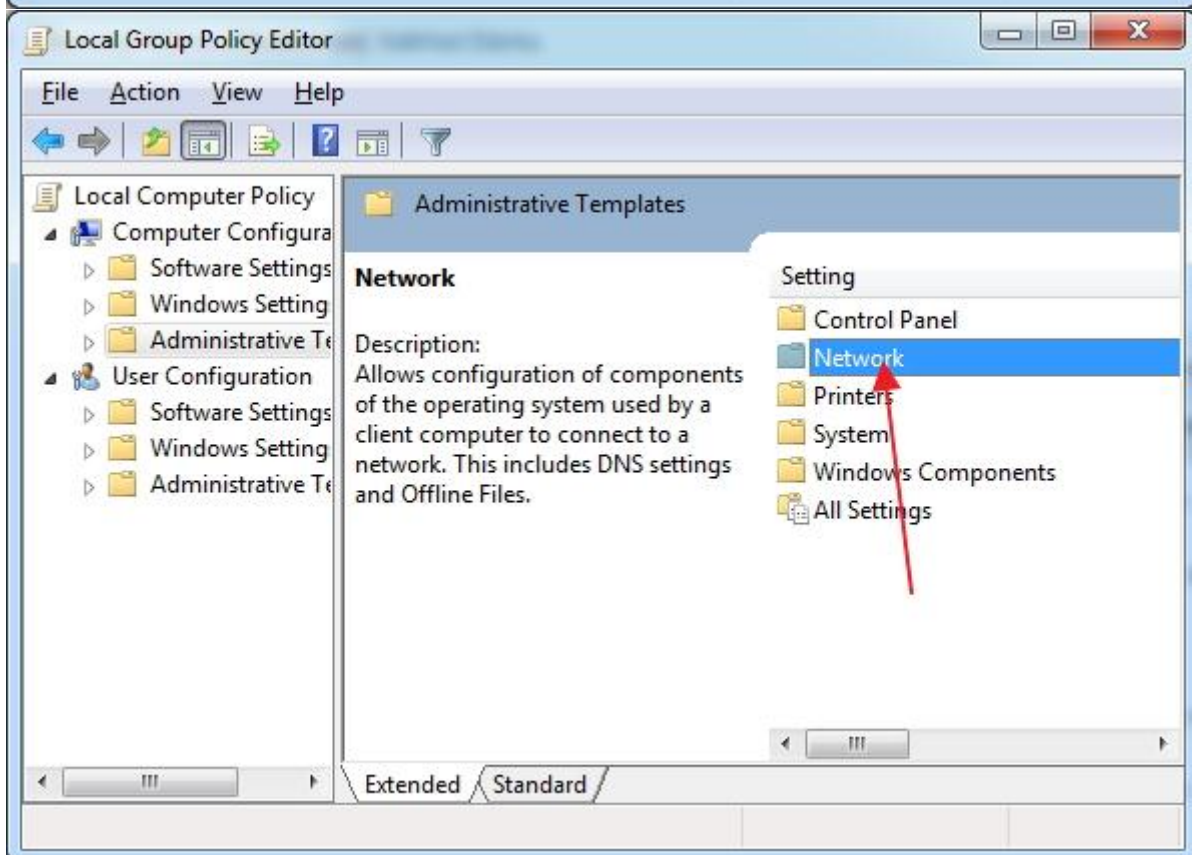 Local Group Policy Editor
File Action View Help
Local Computer Policy
Computer Configura
Software Settings
Windows Setting
Administrative Te
User Configuration
Software Settings
Windows Setting
Administrative Te
Administrative Templates
Network
Description:
Allows configuration of components
of the operating system used by a
client computer to connect to a
network. This includes DNS settings
and Offline Files.
Setting
Control Panel
Network
Printers
System
Windows Components
All Settings
Extended Standard